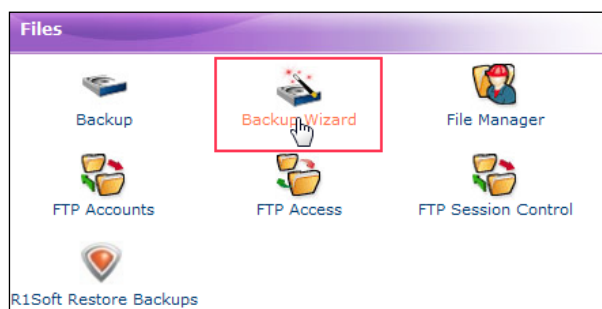 Files
Backup
Backup Wizard
File Manager
FTP Accounts
FTP Access
FTP Session Control
R1Soft Restore Backups